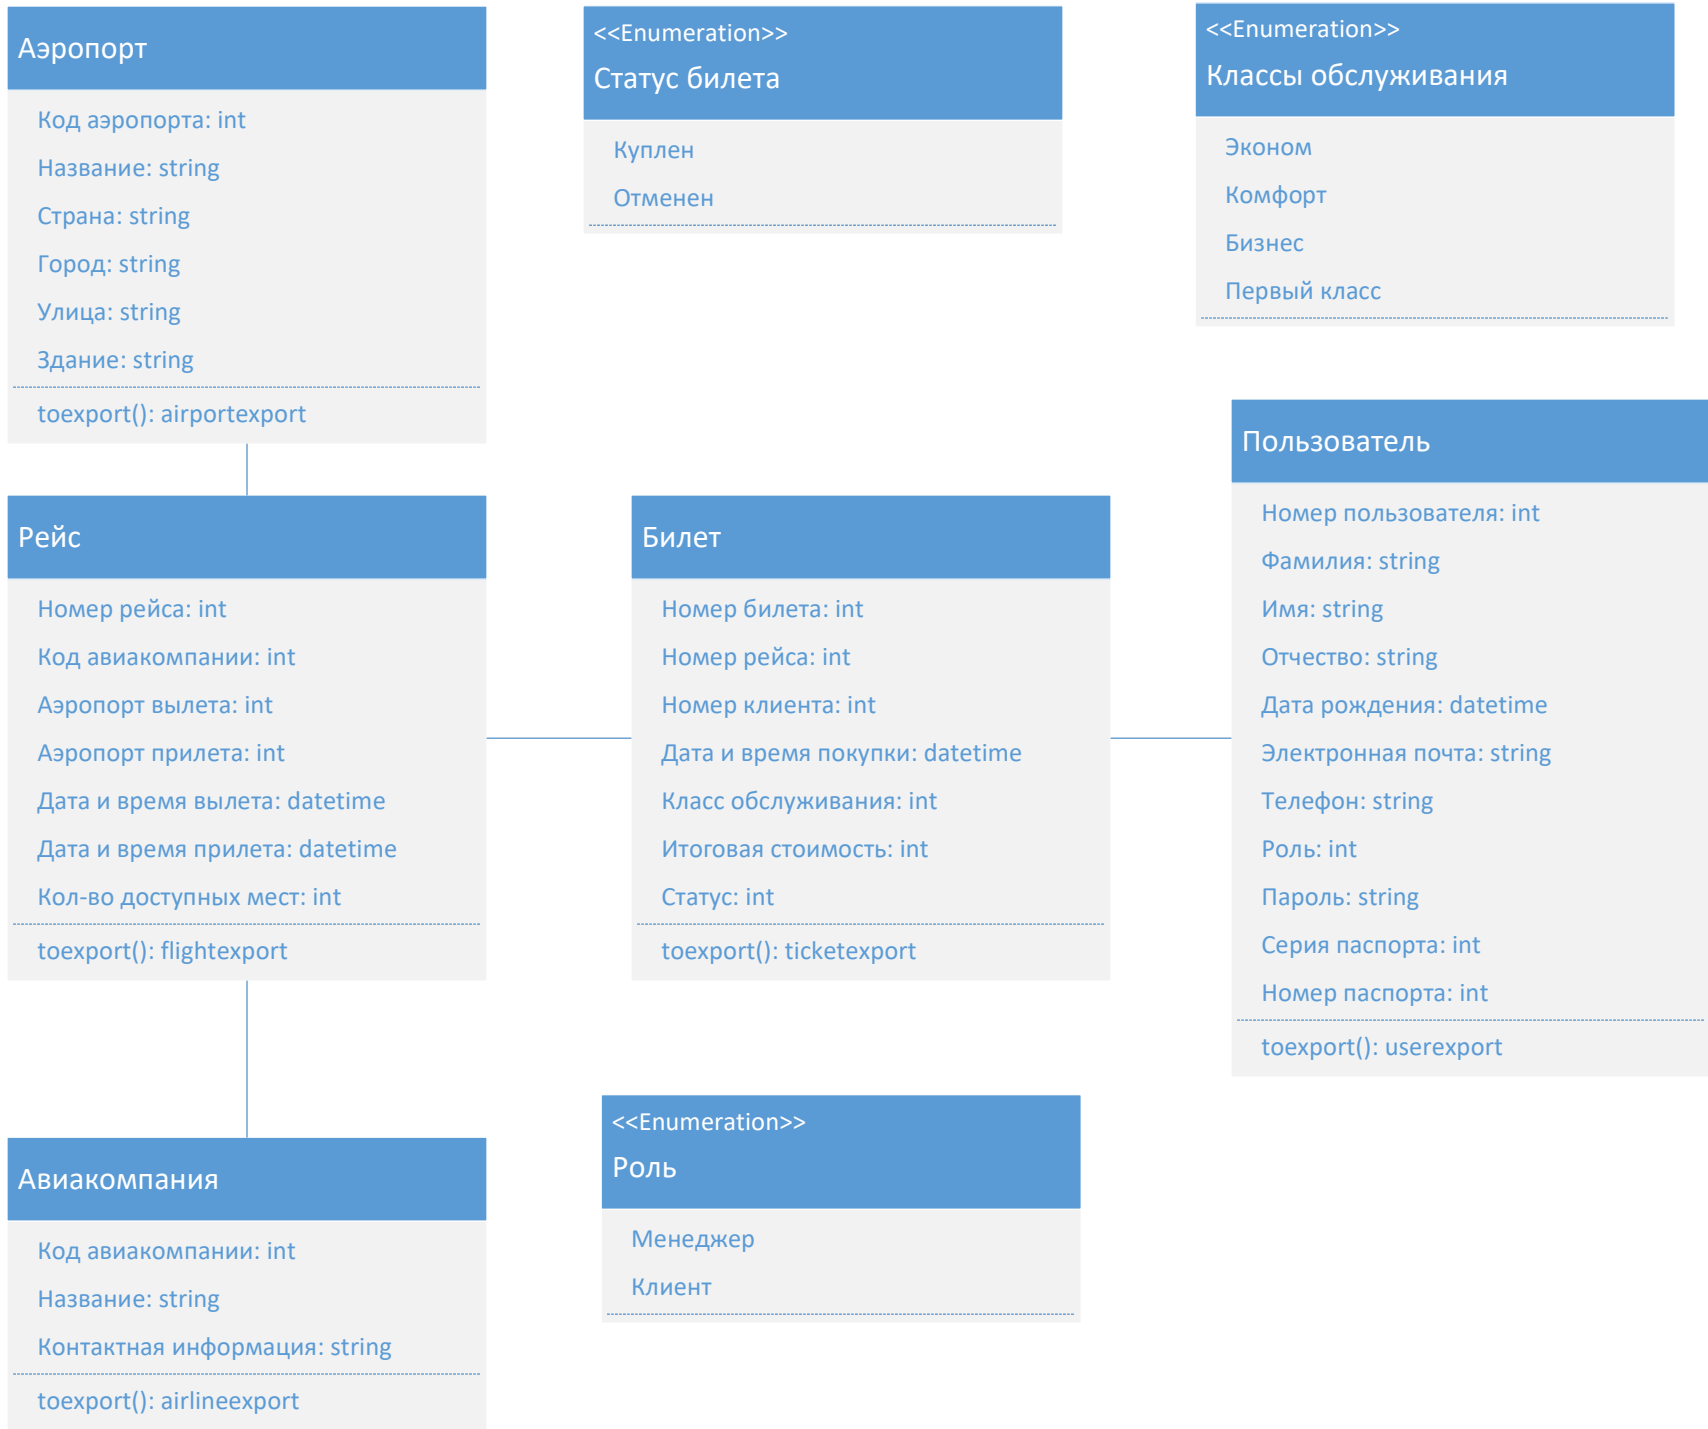 Аэропорт
Код аэропорта: int
Название: string
Страна: string
Город: string
Улица: string
Здание: string
toexport(): airportexport
<<Enumeration>>
Статус билета
Куплен
Отменен
<<Enumeration>>
Классы обслуживания
Эконом
Комфорт
Бизнес
Первый класс
Рейс
Номер рейса: int
Код авиакомпании: int
Аэропорт вылета: int
Аэропорт прилета: int
Дата и время вылета: datetime
Дата и время прилета: datetime
Кол-во доступных мест: int
toexport(): flightexport
Билет
Номер билета: int
Номер рейса: int
Номер клиента: int
Дата и время покупки: datetime
Класс обслуживания: int
Итоговая стоимость: int
Статус: int
toexport(): ticketexport
Пользователь
Номер пользователя: int
Фамилия: string
Имя: string
Отчество: string
Дата рождения: datetime
Электронная почта: string
Телефон: string
Роль: int
Пароль: string
Серия паспорта: int
Номер паспорта: int
toexport(): userexport
Авиакомпания
Код авиакомпании: int
Название: string
Контактная информация: string
toexport(): airlineexport
<<Enumeration>>
Роль
Менеджер
Клиент